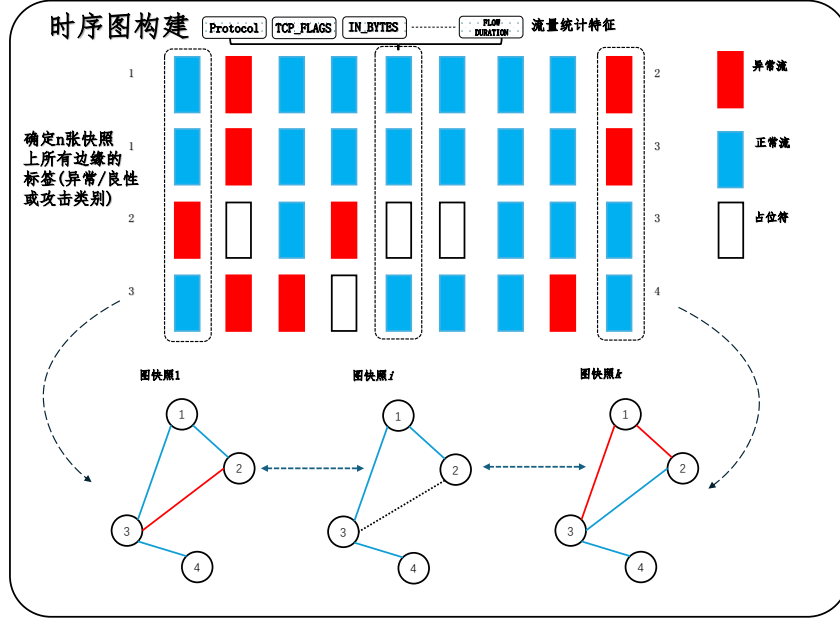 时序图构建
Protocol
TCP_FLAGS
IN_BYTES
FLOW
DURATION
流量统计特征
1
2
异常流
确定n张快照
上所有边缘的
标签(异常/良性
或攻击类别)
1
3
正常流
2
3
占位符
3
4
图快照1
图快照i
图快照k
1
2
3
4
1
2
3
4
1
2
3
4